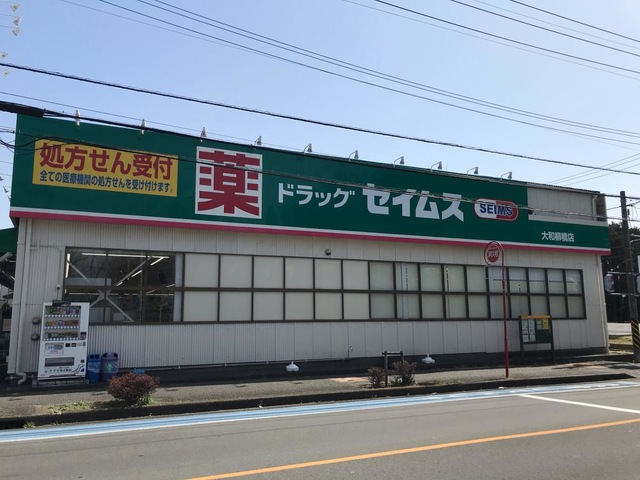 処方せん受付
全ての医療機関の処方せんを受け付けます
薬
ドラッグ セイムス
SEIMS
大和柳橋店